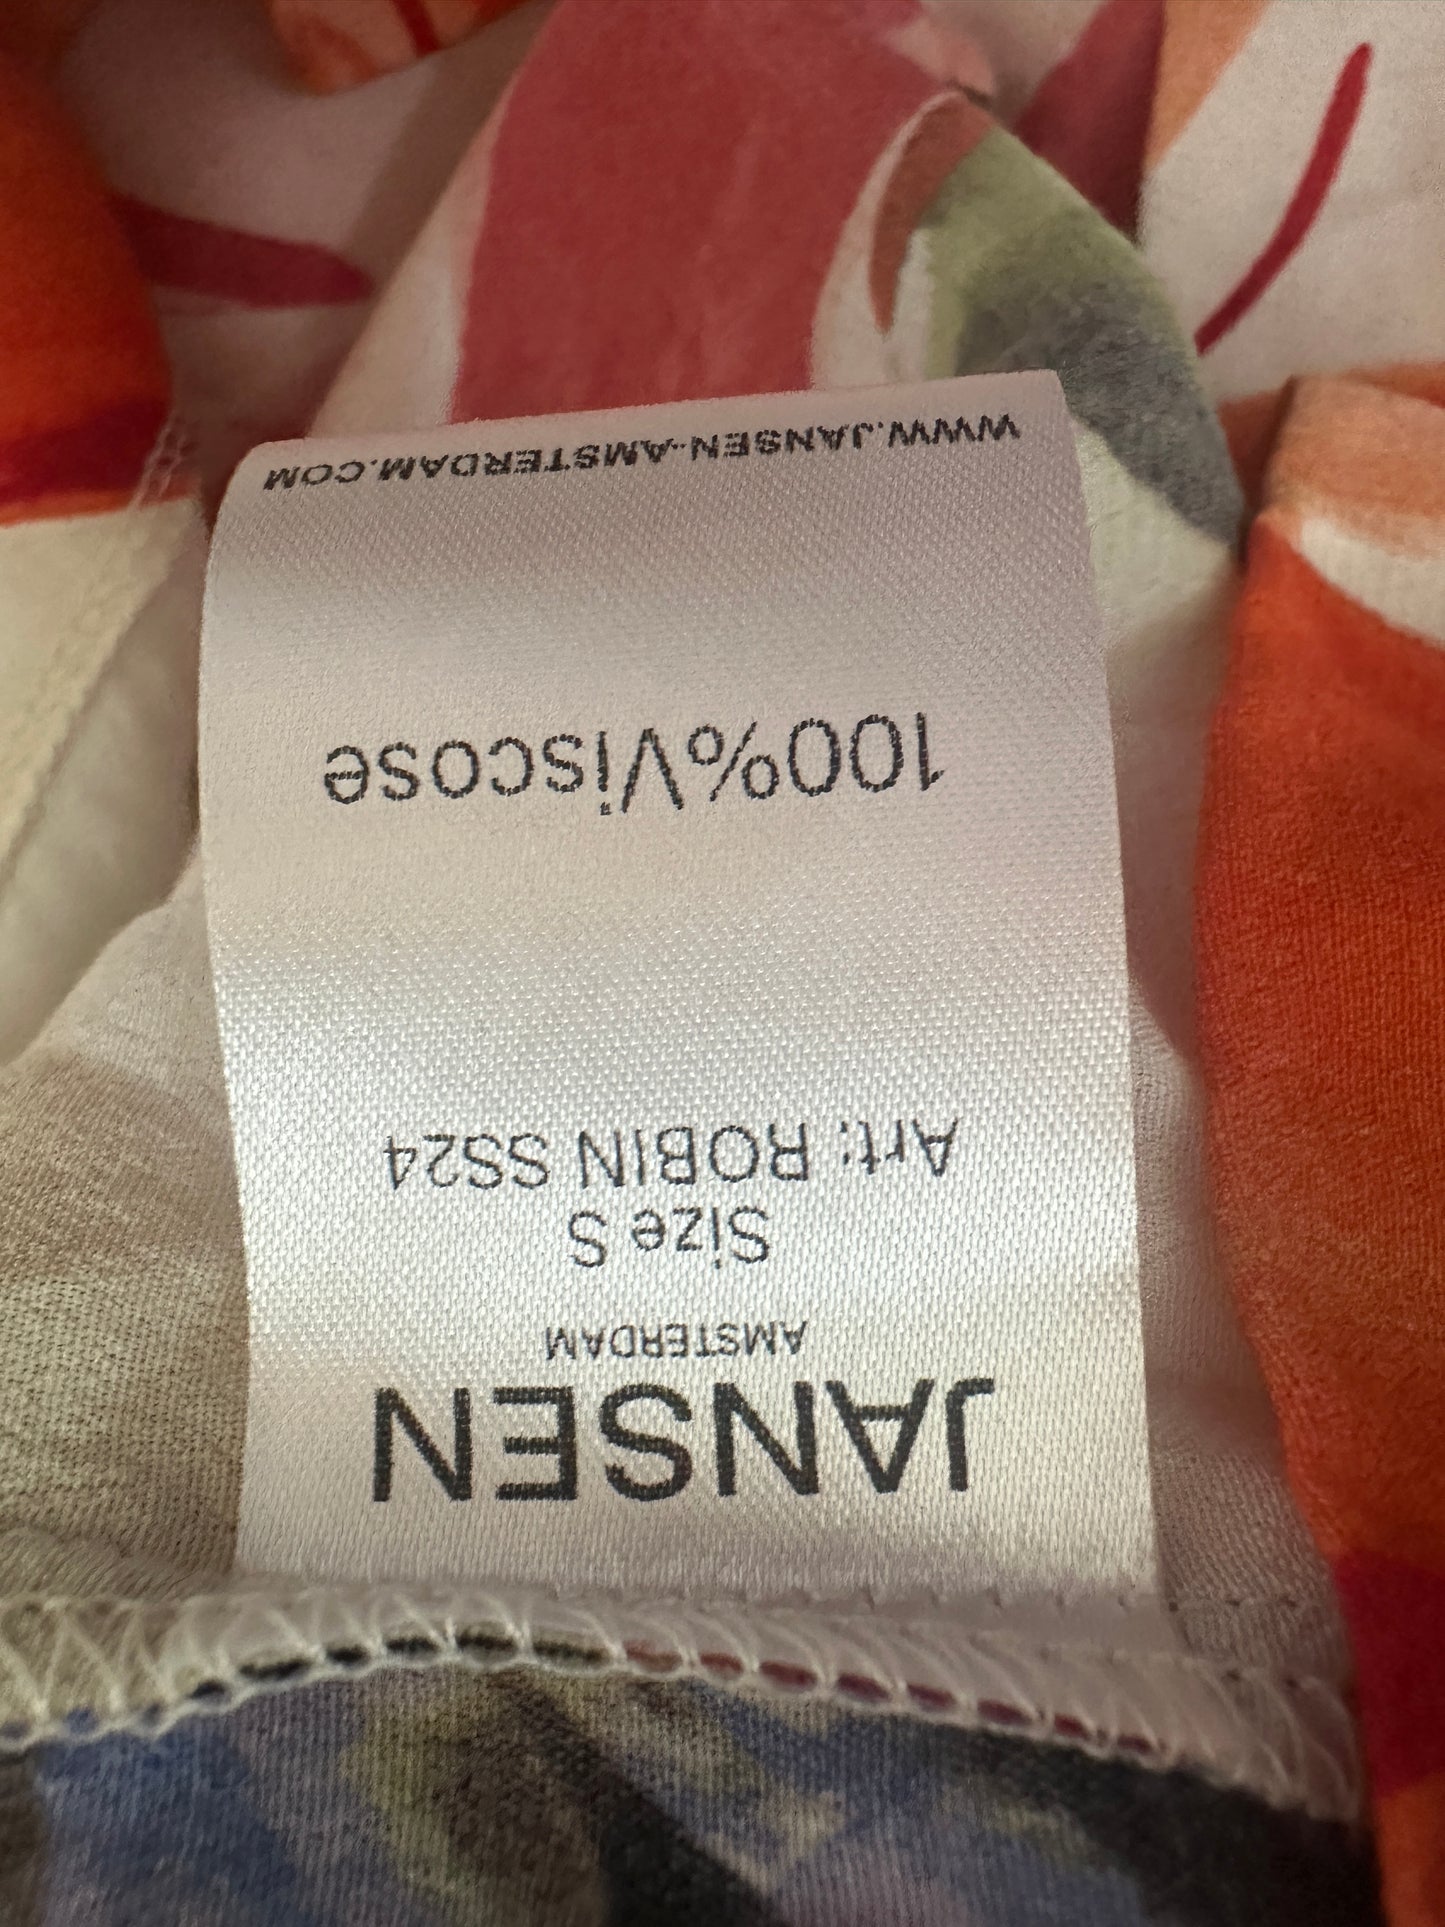 JANSEN
AMSTERDAM
Size S
Art: ROBIN SS24
100%Viscose
WWW.JANSEN-AMSTERDAM.COM